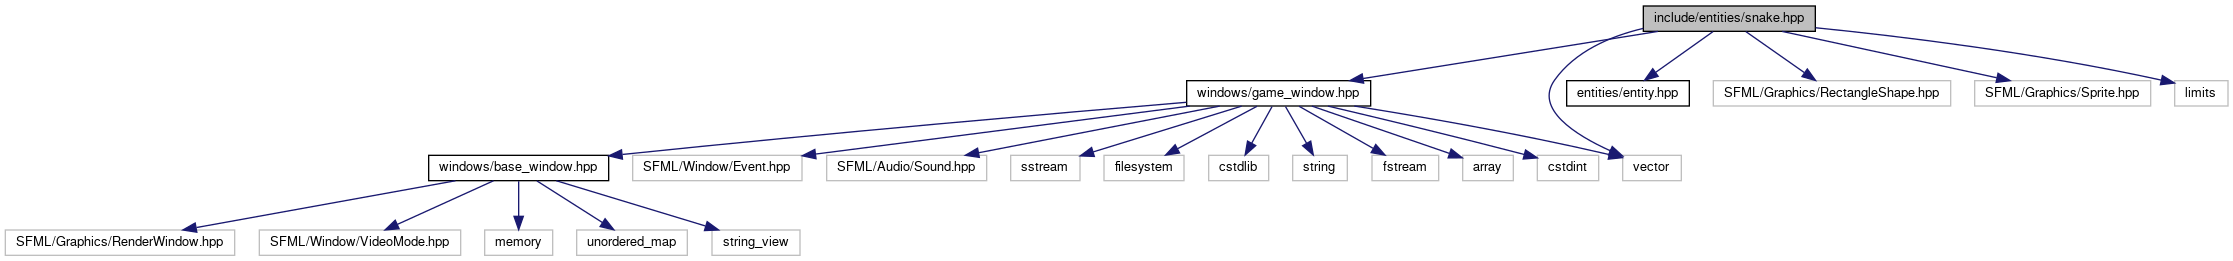 include/entities/snake.hpp
windows/game_window.hpp
entities/entity.hpp
SFML/Graphics/RectangleShape.hpp
SFML/Graphics/Sprite.hpp
limits
windows/base_window.hpp
SFML/Window/Event.hpp
SFML/Audio/Sound.hpp
sstream
filesystem
cstdlib
string
fstream
array
cstdint
vector
SFML/Graphics/RenderWindow.hpp
SFML/Window/VideoMode.hpp
memory
unordered_map
string_view